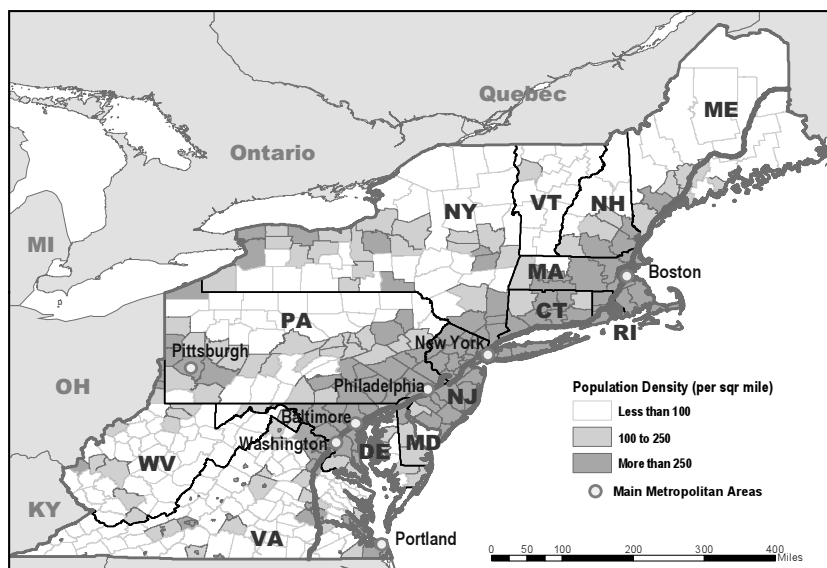 Quebec
ME
Ontario
NY
VT
NH
MI
MA
Boston
CT
PA
RI
New York
Pittsburgh
OH
Philadelphia
NJ
Baltimore
Washington
DE
MD
WV
KY
VA
Portland
Population Density (per sqr mile)
Less than 100
100 to 250
More than 250
Main Metropolitan Areas
0 50 100 200 300 400
Miles